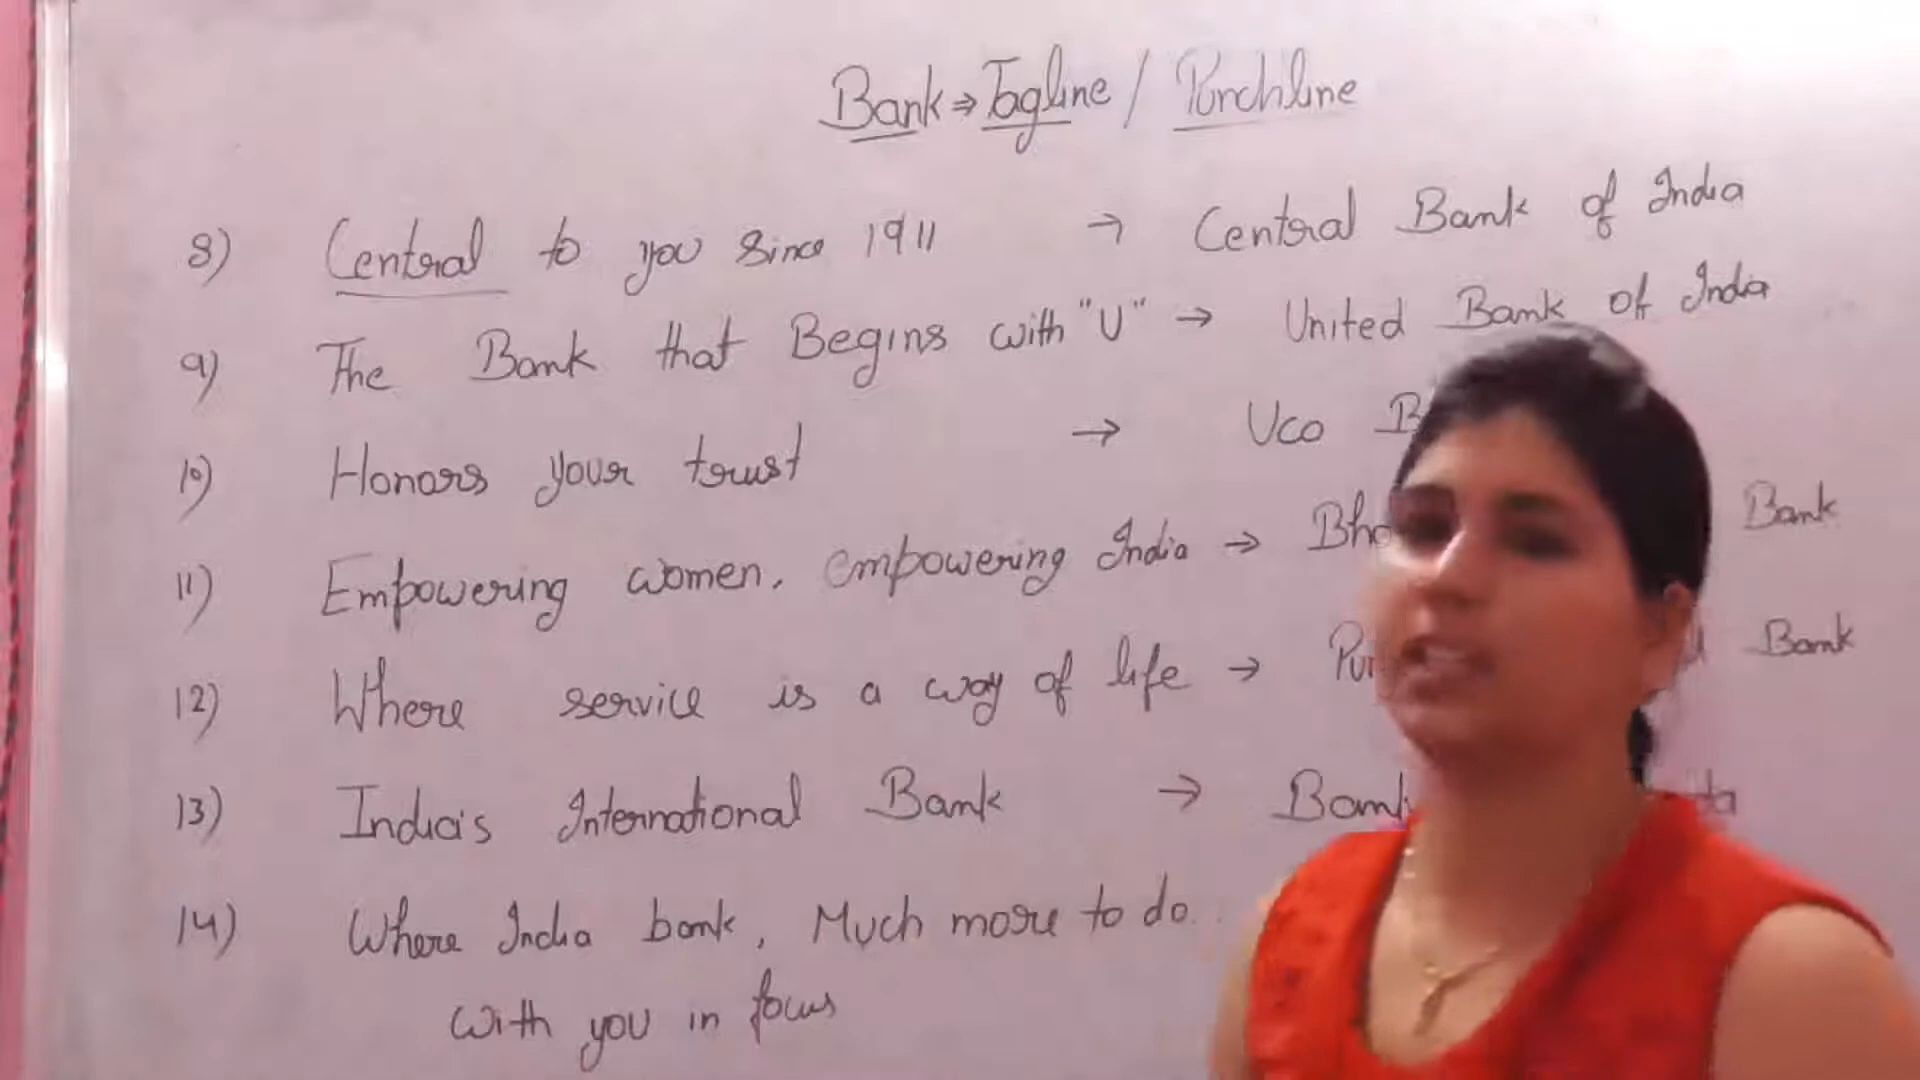 Bank ⇒ Tagline / Punchline
8) Central to you since 1911 → Central Bank of India
9) The Bank that Begins with "U" → United Bank of India
10) Honors your trust → Uco
11) Empowering women, empowering India → Bank
12) Where service is a way of life → Bank
13) India's International Bank →
14) Where India bank, Much more to do.
With you in focus